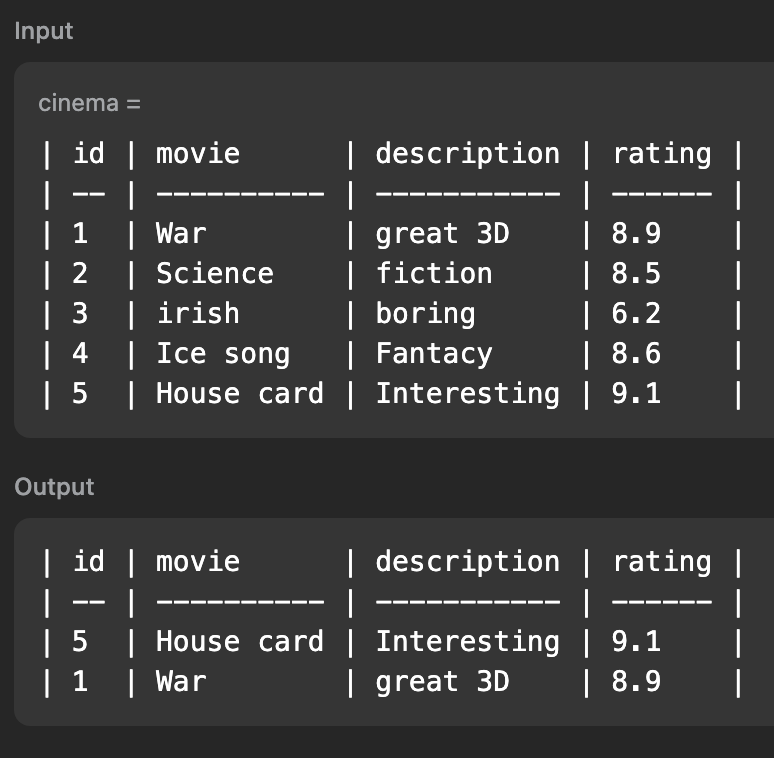 Input
cinema =
| id | movie      | description | rating |
| -- | ---------- | ----------- | ------ |
| 1  | War        | great 3D    | 8.9    |
| 2  | Science    | fiction     | 8.5    |
| 3  | irish      | boring      | 6.2    |
| 4  | Ice song   | Fantacy     | 8.6    |
| 5  | House card | Interesting | 9.1    |
Output
| id | movie      | description | rating |
| -- | ---------- | ----------- | ------ |
| 5  | House card | Interesting | 9.1    |
| 1  | War        | great 3D    | 8.9    |